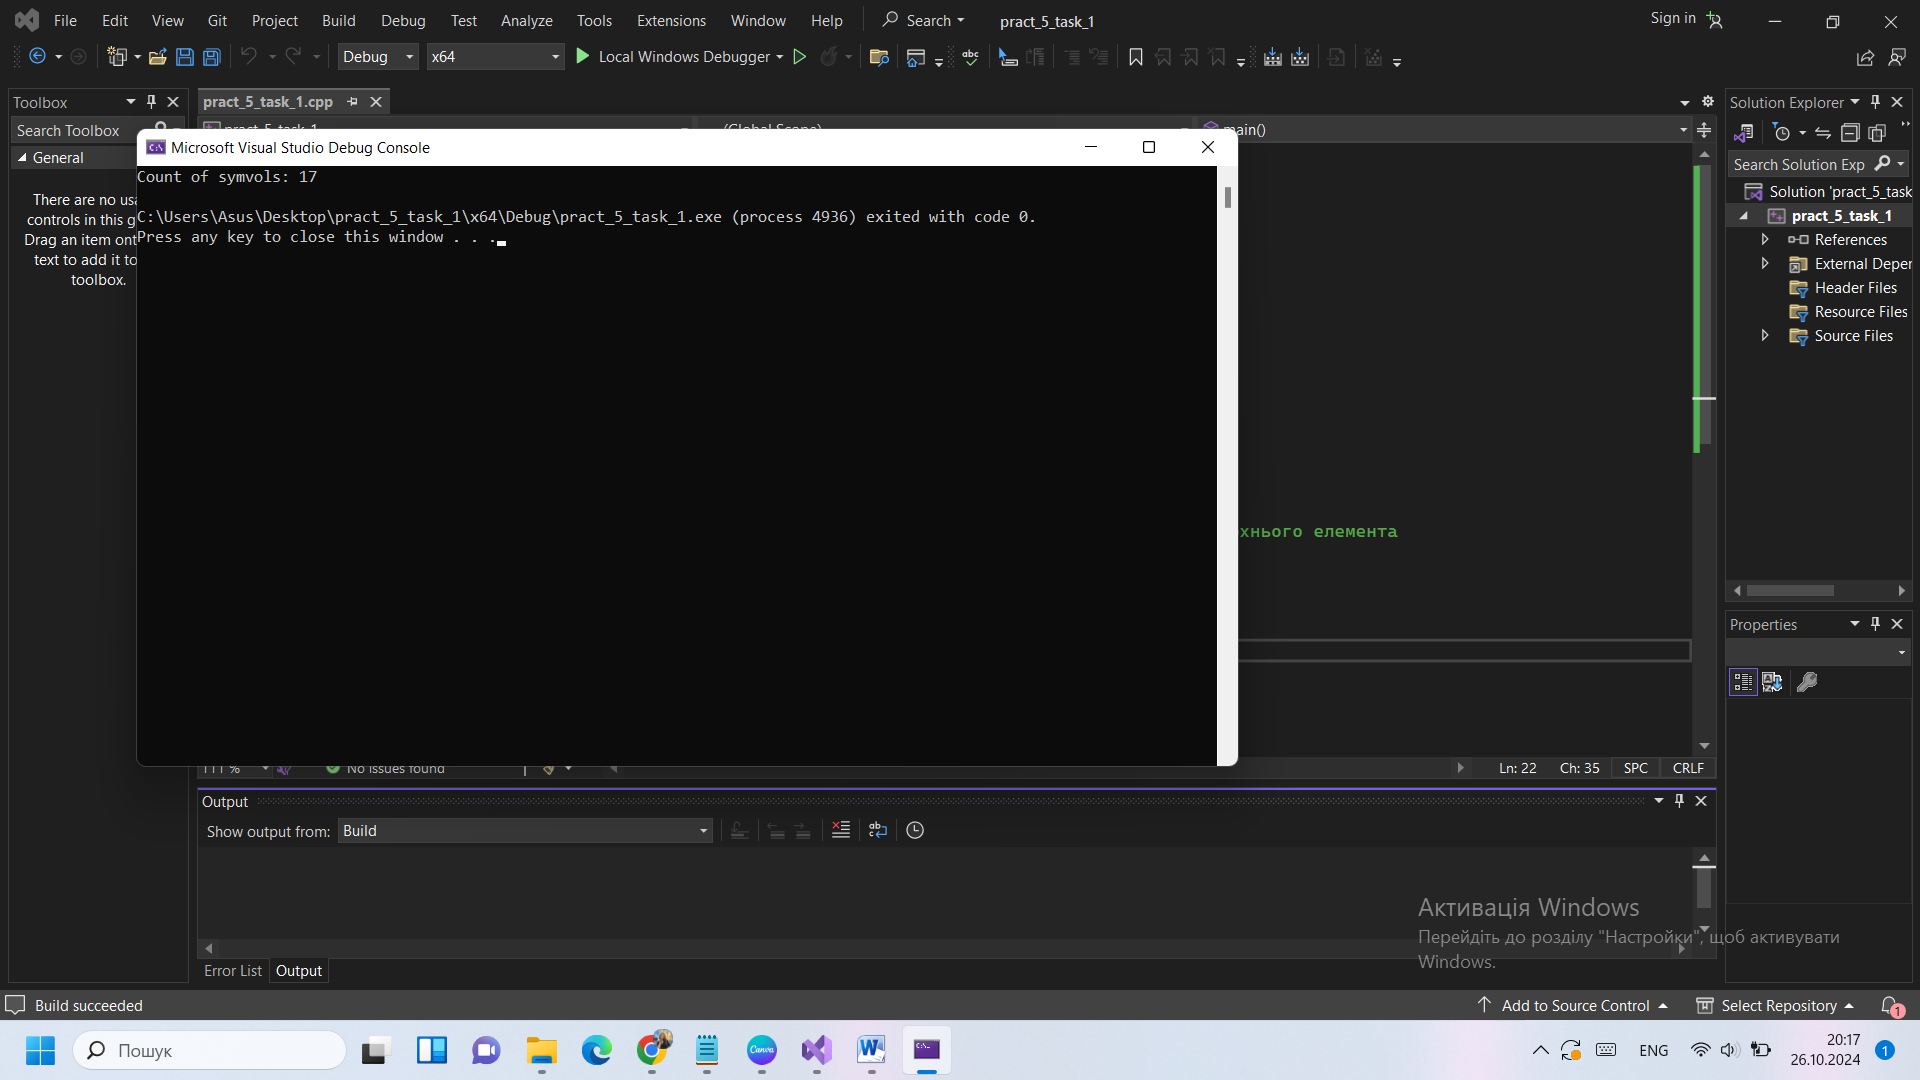 File Edit View Git Project Build Debug Test Analyze Tools Extensions Window Help Search pract_5_task_1 Sign in
Debug x64 Local Windows Debugger
Toolbox
Search Toolbox
General
There are no usa
controls in this g
Drag an item ont
text to add it to
toolbox.
pract_5_task_1.cpp
pract_5_task_1
(Global Scope)
main()
Microsoft Visual Studio Debug Console
Count of symvols: 17
C:\Users\Asus\Desktop\pract_5_task_1\x64\Debug\pract_5_task_1.exe (process 4936) exited with code 0.
Press any key to close this window . . .
хнього елемента
111 %
No issues found
Ln: 22 Ch: 35 SPC CRLF
Solution Explorer
Search Solution Exp
Solution 'pract_5_task
pract_5_task_1
References
External Deper
Header Files
Resource Files
Source Files
Properties
Output
Show output from: Build
Error List Output
Активація Windows
Перейдіть до розділу "Настройки", щоб активувати
Windows.
Build succeeded
Add to Source Control Select Repository 1
Пошук
Canva
ENG
20:17
26.10.2024
1